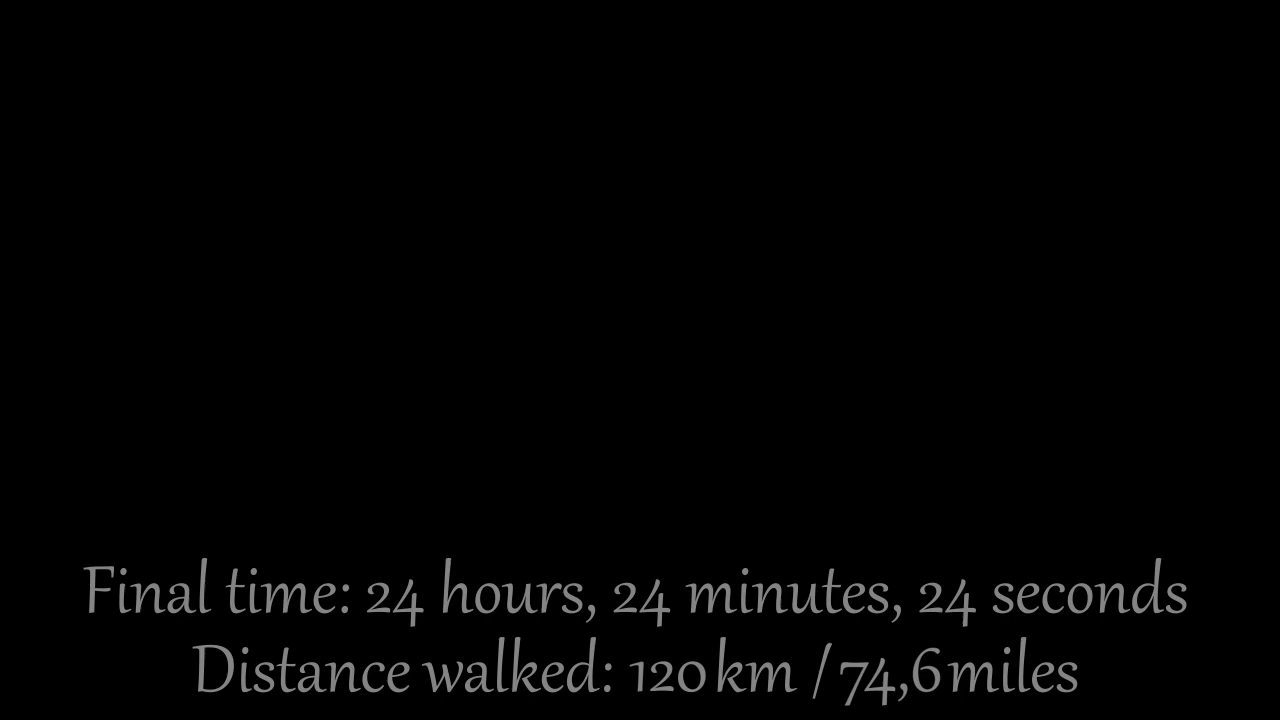 Final time: 24 hours, 24 minutes, 24 seconds
Distance walked: 120 km / 74,6 miles